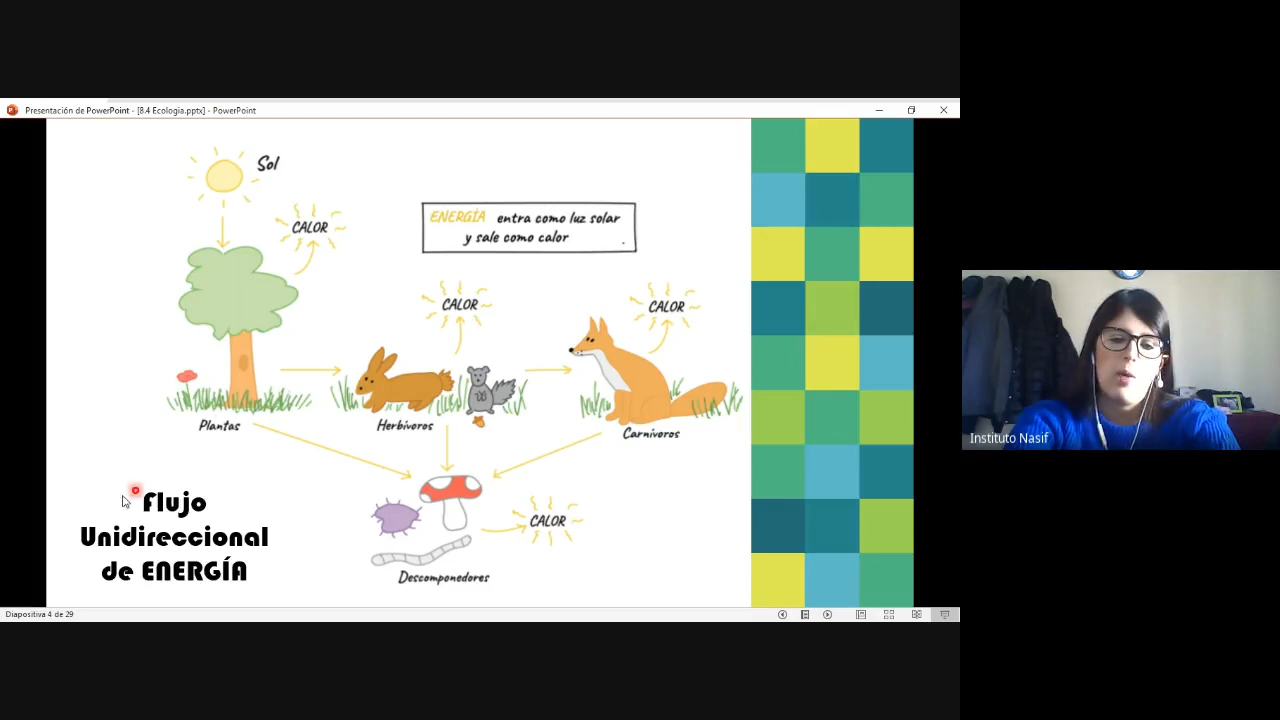 Presentación de PowerPoint - [8.4 Ecologia.pptx] - PowerPoint
Sol
CALOR
ENERGÍA entra como luz solar
y sale como calor
.
CALOR
CALOR
Plantas
Herbívoros
Carnívoros
Flujo
Unidireccional
de ENERGÍA
CALOR
Descomponedores
Instituto Nasif
Diapositiva 4 de 29